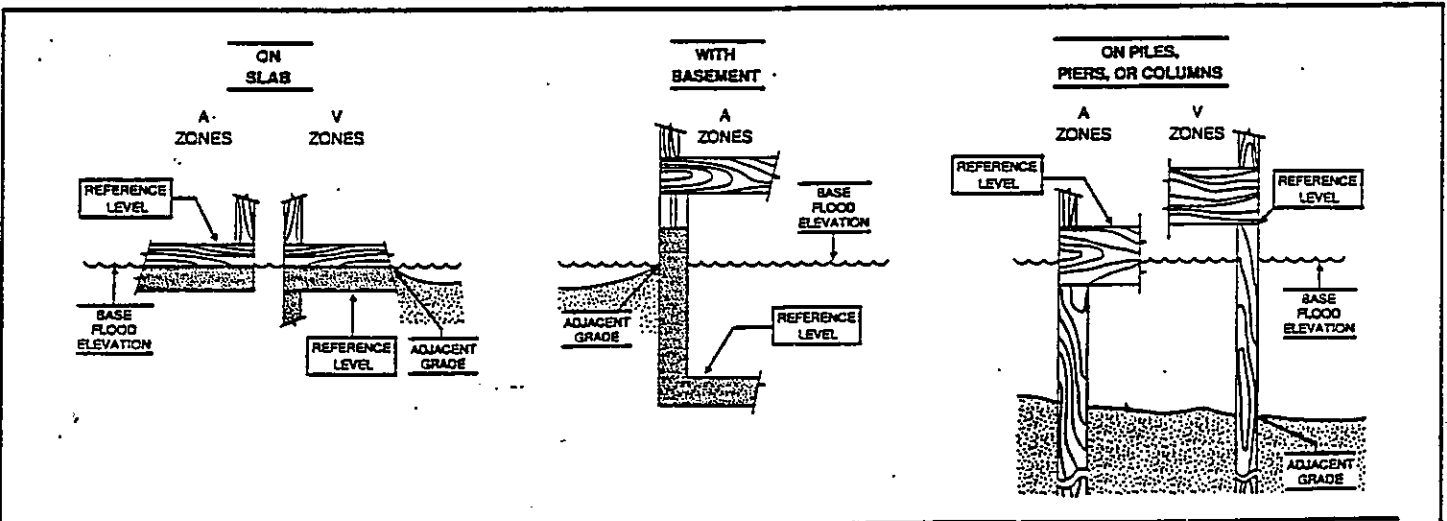 ON
SLAB
A
ZONES
V
ZONES
REFERENCE
LEVEL
BASE
FLOOD
ELEVATION
REFERENCE
LEVEL
ADJACENT
GRADE
WITH
BASEMENT
A
ZONES
BASE
FLOOD
ELEVATION
ADJACENT
GRADE
REFERENCE
LEVEL
ON PILES,
PIERS, OR COLUMNS
A
ZONES
V
ZONES
REFERENCE
LEVEL
REFERENCE
LEVEL
BASE
FLOOD
ELEVATION
ADJACENT
GRADE